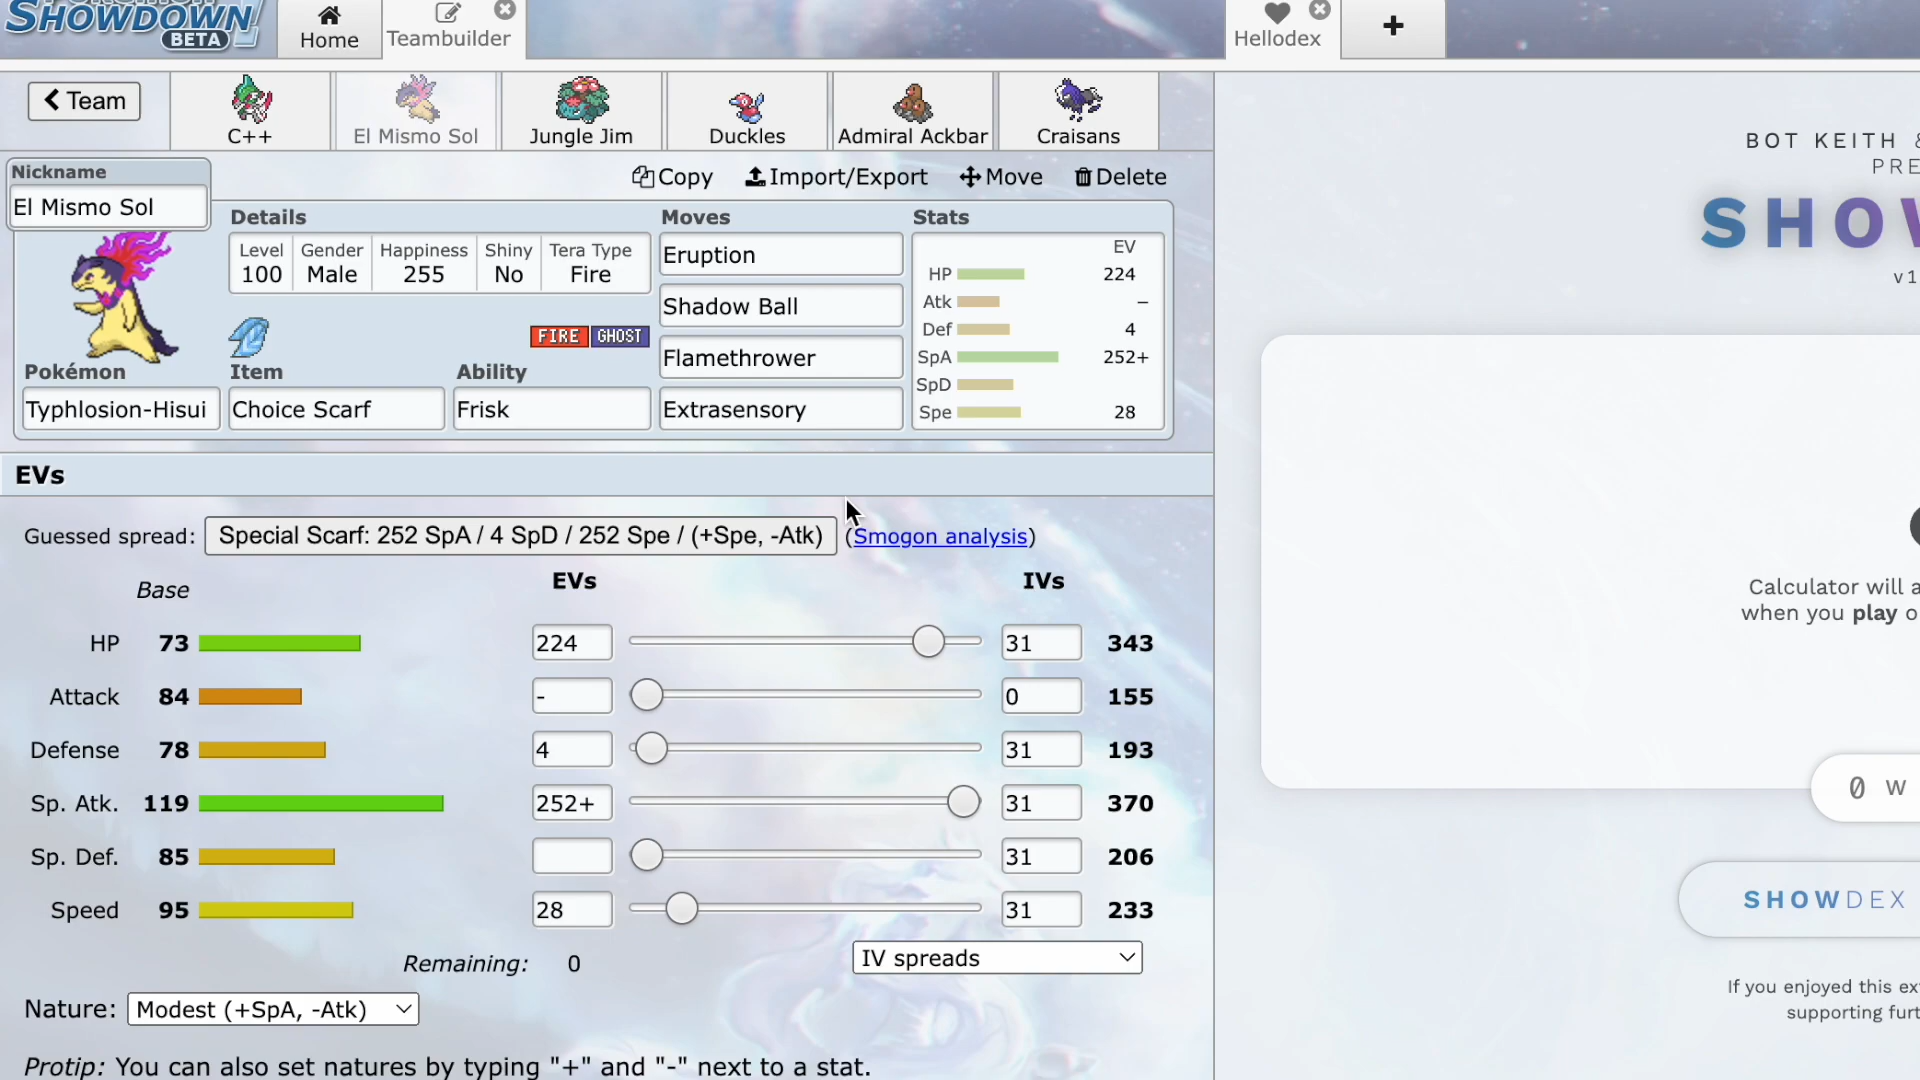 SHOWDOWN
BETA
Home
Teambuilder
Hellodex
Team
C++
El Mismo Sol
Jungle Jim
Duckles
Admiral Ackbar
Craisans
Nickname
El Mismo Sol
Copy Import/Export Move Delete
Details
Level Gender Happiness Shiny Tera Type
100 Male 255 No Fire
FIRE GHOST
Pokémon Item Ability
Typhlosion-Hisui Choice Scarf Frisk
Moves
Eruption
Shadow Ball
Flamethrower
Extrasensory
Stats
EV
HP 224
Atk –
Def 4
SpA 252+
SpD
Spe 28
EVs
Guessed spread: Special Scarf: 252 SpA / 4 SpD / 252 Spe / (+Spe, -Atk) (Smogon analysis)
Base EVs IVs
HP 73 224 31 343
Attack 84 - 0 155
Defense 78 4 31 193
Sp. Atk. 119 252+ 31 370
Sp. Def. 85 31 206
Speed 95 28 31 233
Remaining: 0 IV spreads
Nature: Modest (+SpA, -Atk)
Protip: You can also set natures by typing "+" and "-" next to a stat.
BOT KEITH &
PRE
SHOW
v1
Calculator will a
when you play o
0 W
SHOWDEX
If you enjoyed this ex
supporting furt